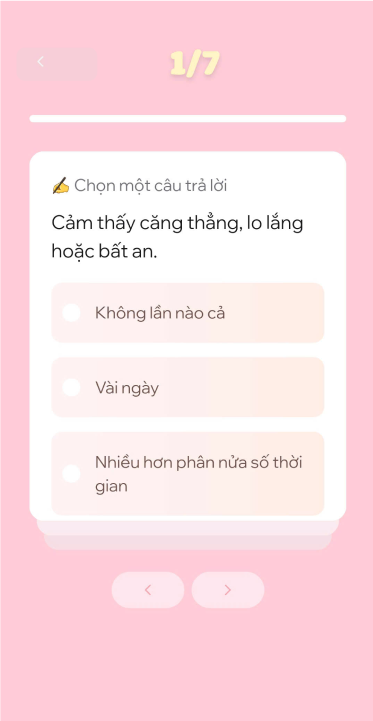 1/7
✍️ Chọn một câu trả lời
Cảm thấy căng thẳng, lo lắng
hoặc bất an.
Không lần nào cả
Vài ngày
Nhiều hơn phân nửa số thời
gian